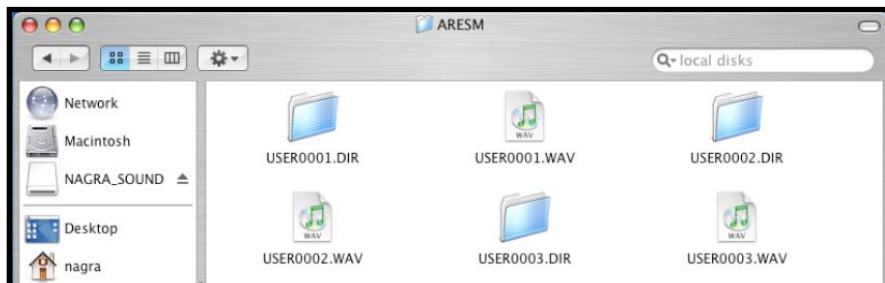 ARESM
local disks
Network
Macintosh
NAGRA_SOUND
Desktop
nagra
WAV
USER0001.DIR USER0001.WAV USER0002.DIR
WAV WAV
USER0002.WAV USER0003.DIR USER0003.WAV